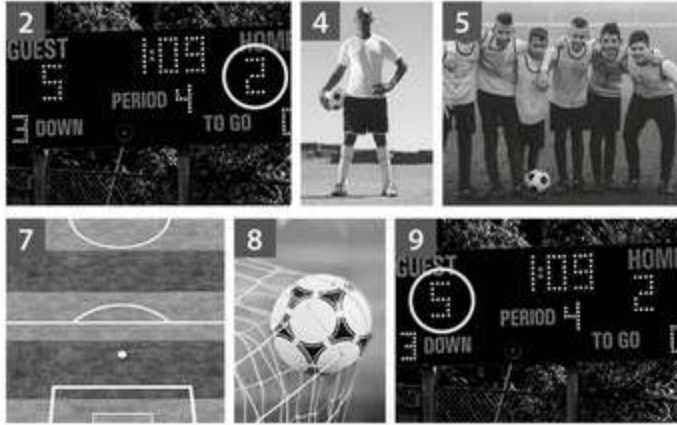 2
GUEST 1:09 HOME
5 2
PERIOD 4
3 DOWN TO GO
4
5
7
8
9
GUEST 1:09 HOM
5 2
PERIOD 4
3 DOWN TO GO